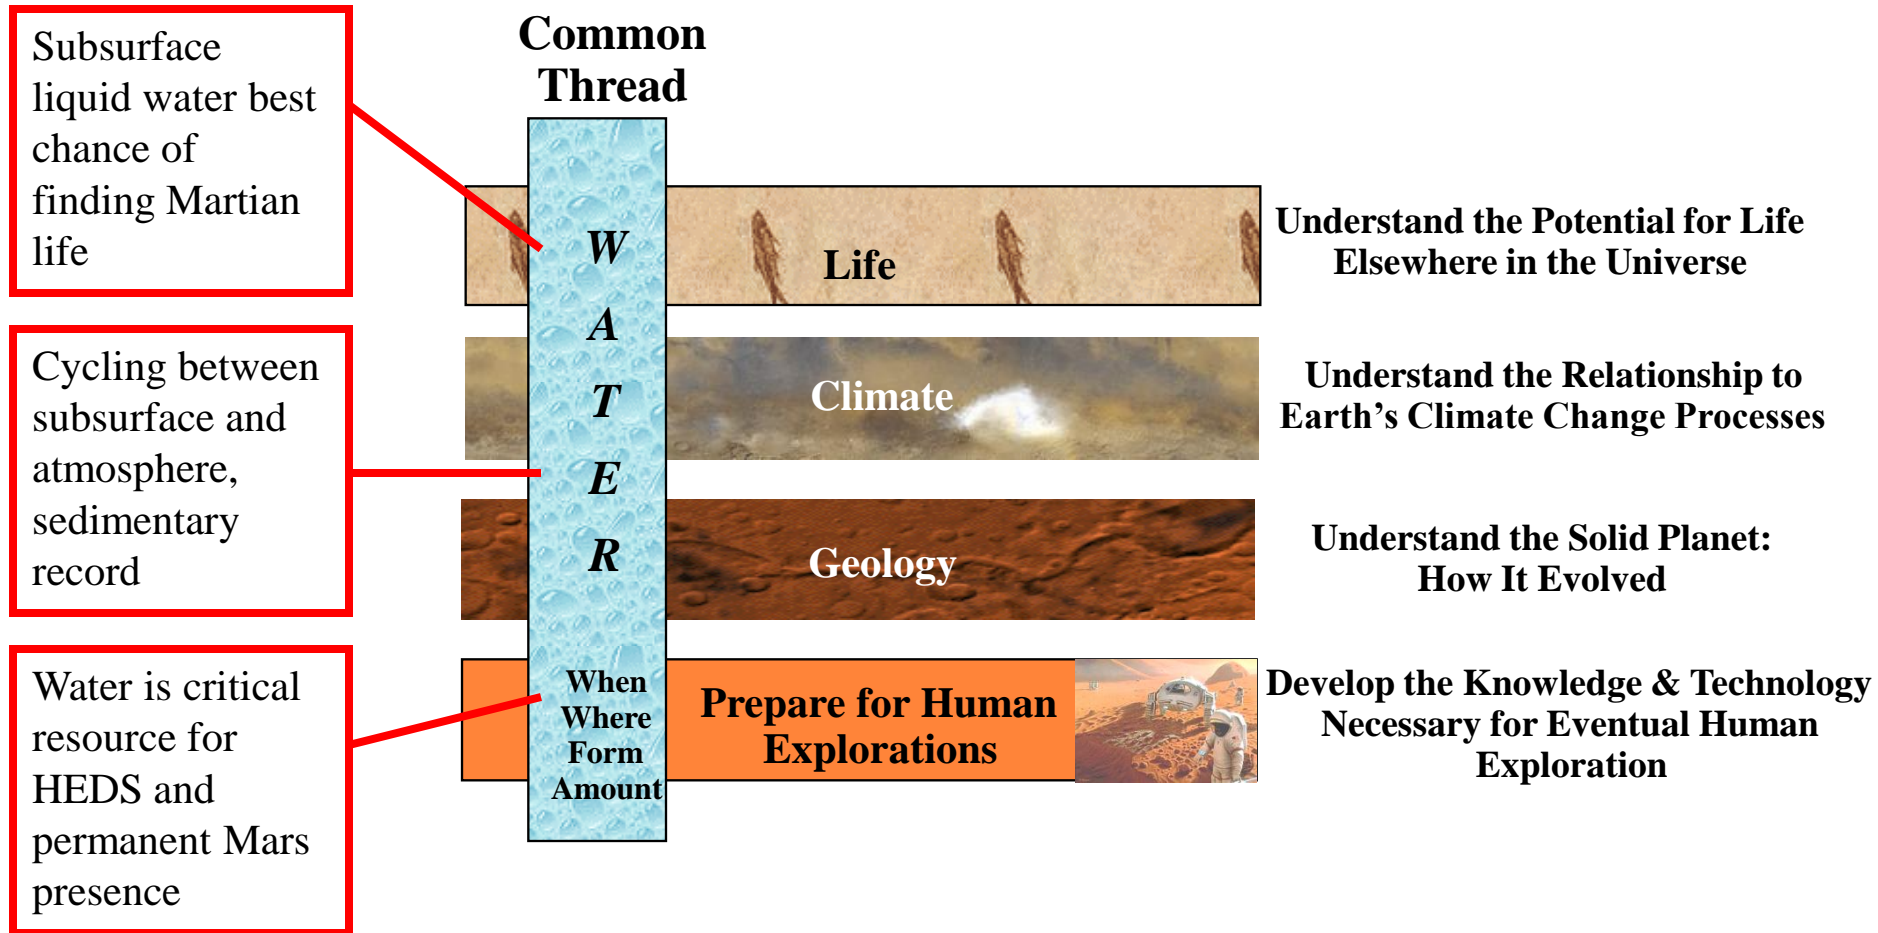 Subsurface
liquid water best
chance of
finding Martian
life
Cycling between
subsurface and
atmosphere,
sedimentary
record
Water is critical
resource for
HEDS and
permanent Mars
presence
Common
Thread
W
A
T
E
R
When
Where
Form
Amount
Life
Understand the Potential for Life
Elsewhere in the Universe
Climate
Understand the Relationship to
Earth’s Climate Change Processes
Geology
Understand the Solid Planet:
How It Evolved
Prepare for Human
Explorations
Develop the Knowledge & Technology
Necessary for Eventual Human
Exploration